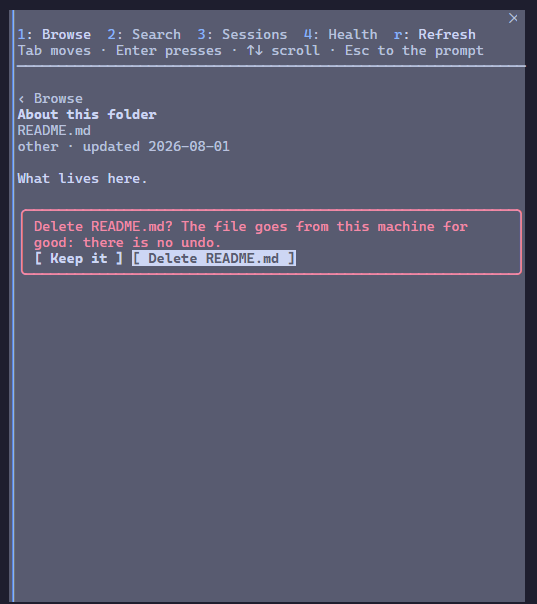 ×
1: Browse  2: Search  3: Sessions  4: Health  r: Refresh
Tab moves · Enter presses · ↑↓ scroll · Esc to the prompt
‹ Browse
About this folder
README.md
other · updated 2026-08-01
What lives here.
Delete README.md? The file goes from this machine for
good: there is no undo.
[ Keep it ] [ Delete README.md ]